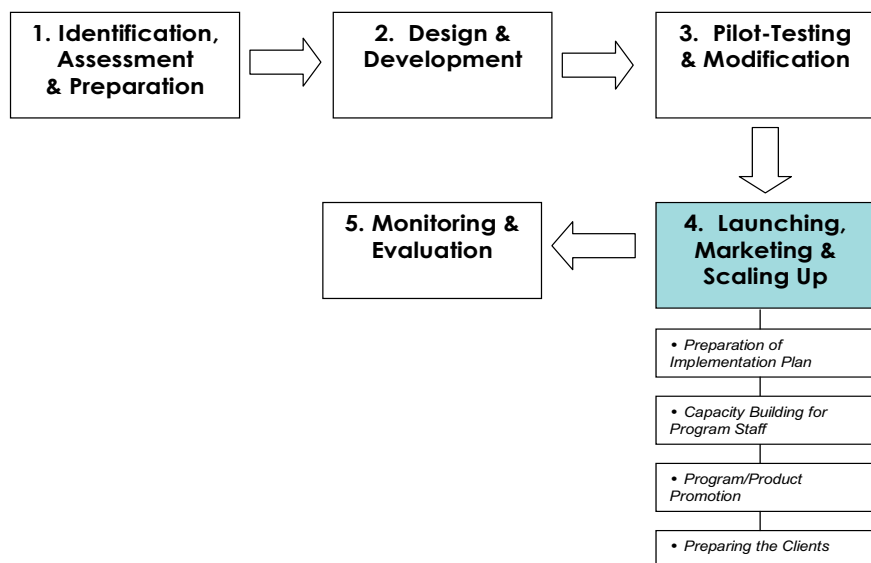 1. Identification,
Assessment
& Preparation
2. Design &
Development
3. Pilot-Testing
& Modification
4. Launching,
Marketing &
Scaling Up
5. Monitoring &
Evaluation
• Preparation of
Implementation Plan
• Capacity Building for
Program Staff
• Program/Product
Promotion
• Preparing the Clients